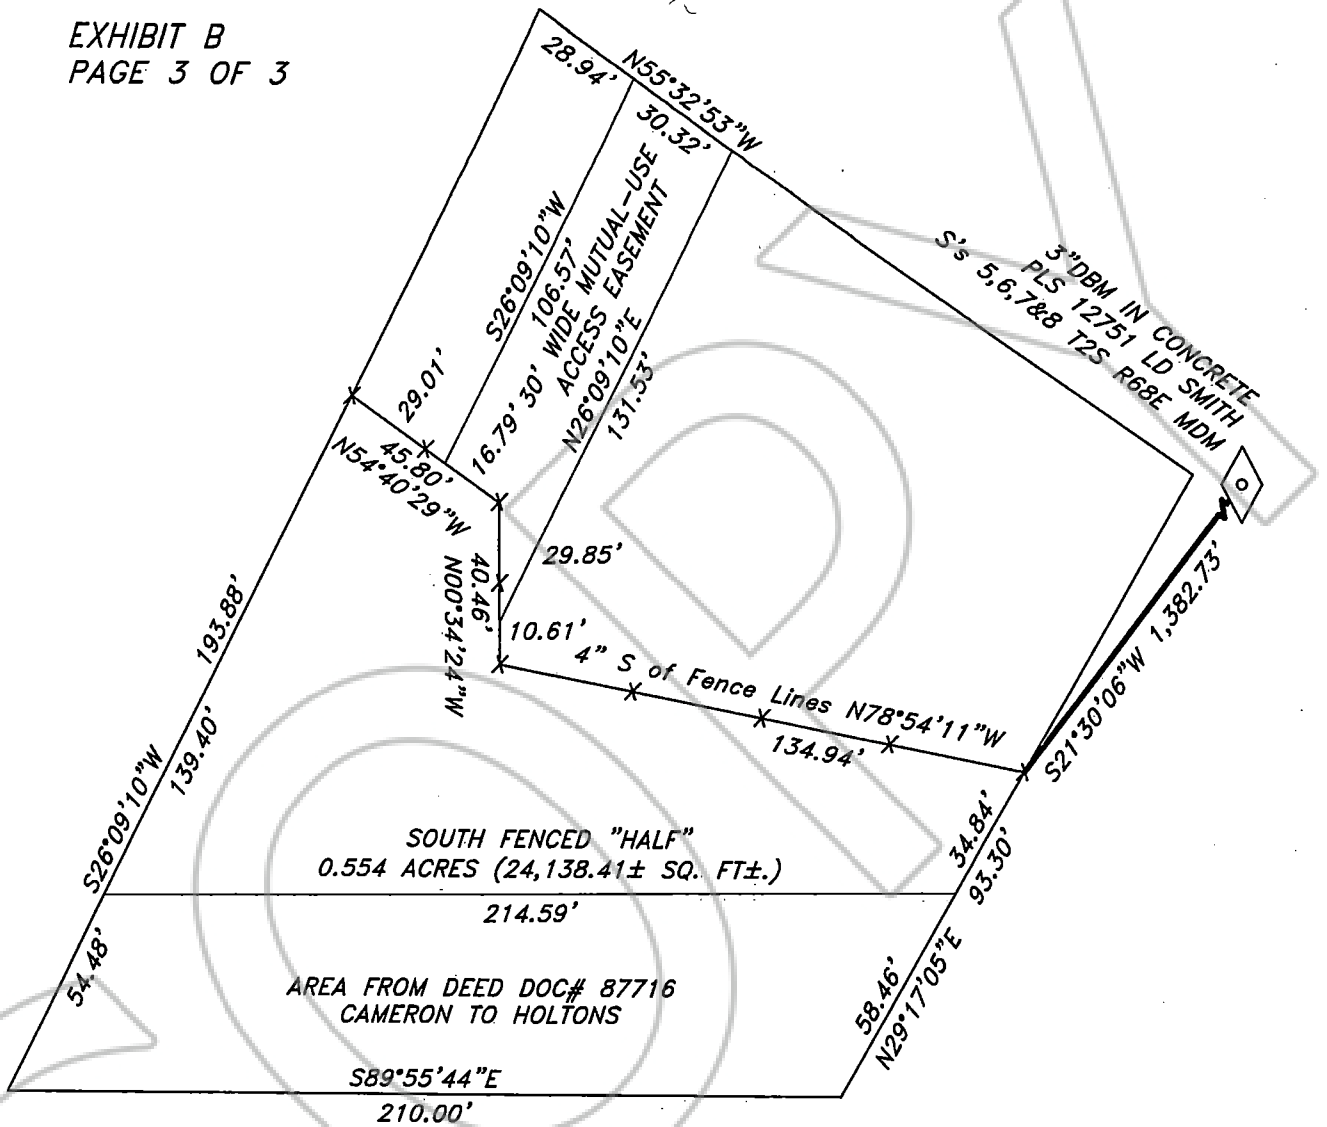 EXHIBIT B
PAGE 3 OF 3
28.94'
N55°32'53"W
30.32'
S26°09'10"W
106.57'
16.79' 30' WIDE MUTUAL-USE
ACCESS EASEMENT
N26°09'10"E
131.53'
3"DBM IN CONCRETE
PLS 12751 LD SMITH
S's 5,6,7&8 T2S R68E MDM
29.01'
45.80'
N54°40'29"W
29.85'
40.46'
N00°34'24"W
10.61'
4" S of Fence Lines N78°54'11"W
134.94'
S21°30'06"W 1,382.73'
193.88'
139.40'
S26°09'10"W
34.84'
93.30'
SOUTH FENCED "HALF"
0.554 ACRES (24,138.41± SQ. FT±.)
214.59'
54.48'
AREA FROM DEED DOC# 87716
CAMERON TO HOLTONS
58.46'
N29°17'05"E
S89°55'44"E
210.00'
COPY